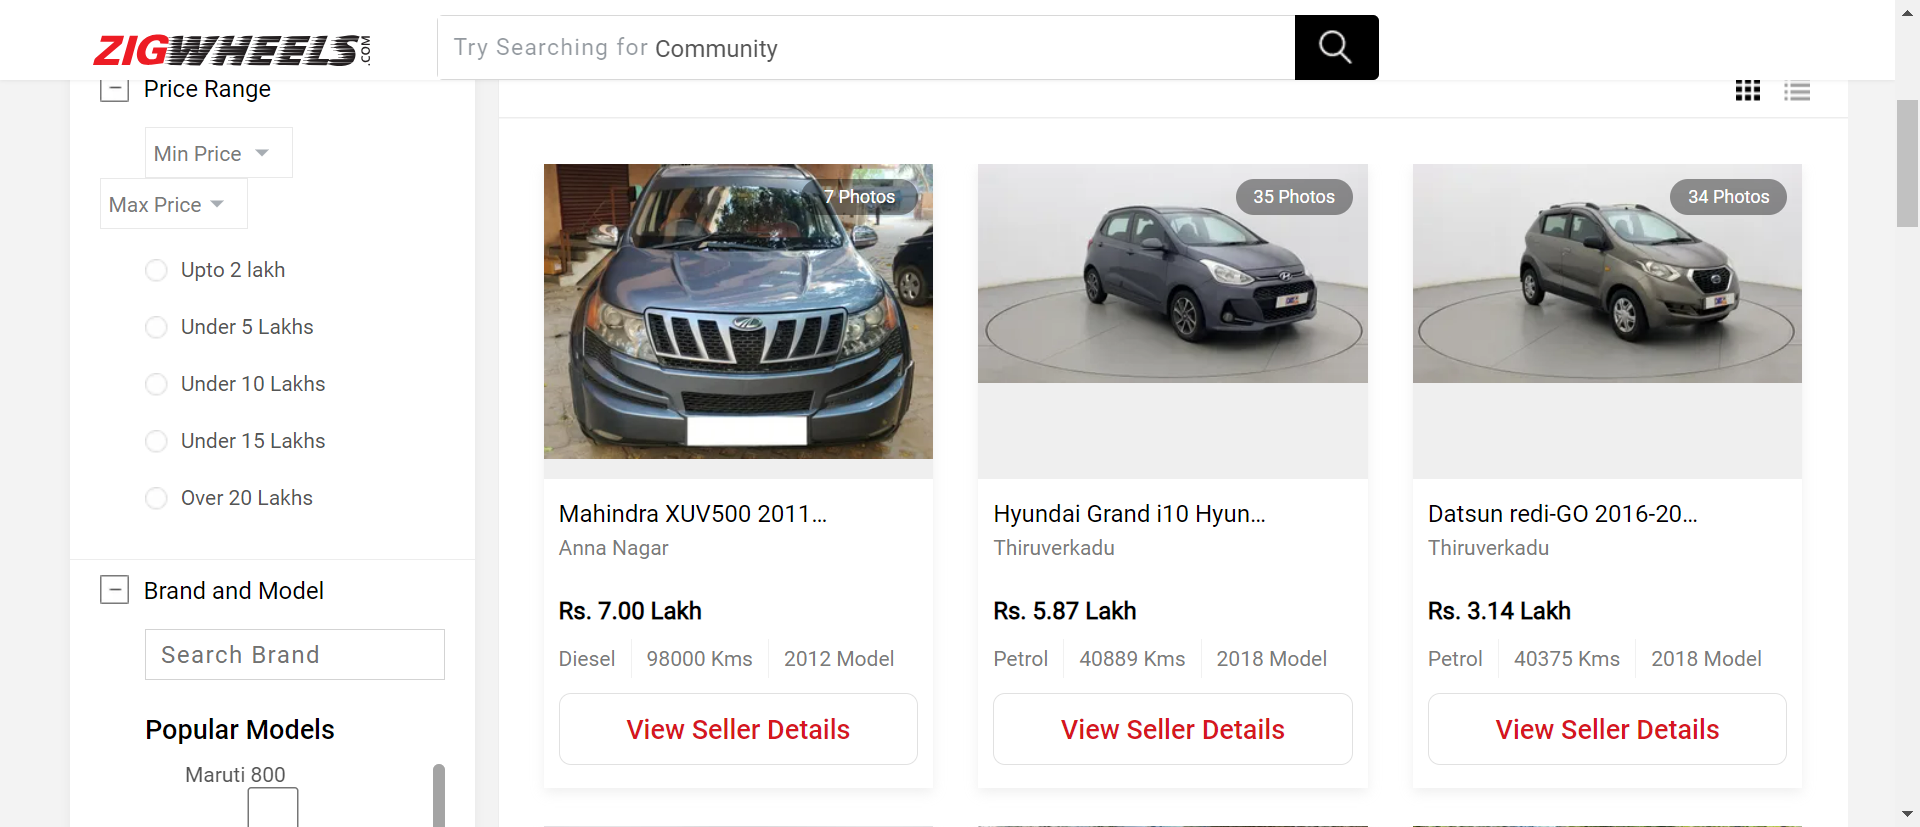 ZIGWHEELS.COM
Try Searching for Community
Price Range
Min Price
Max Price
Upto 2 lakh
Under 5 Lakhs
Under 10 Lakhs
Under 15 Lakhs
Over 20 Lakhs
Brand and Model
Search Brand
Popular Models
Maruti 800
7 Photos
Mahindra XUV500 2011...
Anna Nagar
Rs. 7.00 Lakh
Diesel 98000 Kms 2012 Model
View Seller Details
35 Photos
Hyundai Grand i10 Hyun...
Thiruverkadu
Rs. 5.87 Lakh
Petrol 40889 Kms 2018 Model
View Seller Details
34 Photos
Datsun redi-GO 2016-20...
Thiruverkadu
Rs. 3.14 Lakh
Petrol 40375 Kms 2018 Model
View Seller Details